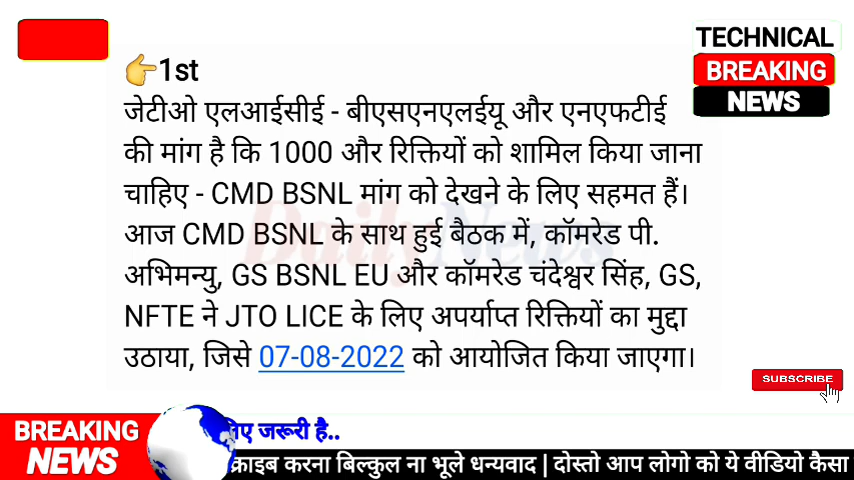 TECHNICAL
BREAKING
NEWS
👉1st
जेटीओ एलआईसीई - बीएसएनएलईयू और एनएफटीई
की मांग है कि 1000 और रिक्तियों को शामिल किया जाना
चाहिए - CMD BSNL मांग को देखने के लिए सहमत हैं।
आज CMD BSNL के साथ हुई बैठक में, कॉमरेड पी.
अभिमन्यु, GS BSNL EU और कॉमरेड चंदेश्वर सिंह, GS,
NFTE ने JTO LICE के लिए अपर्याप्त रिक्तियों का मुद्दा
उठाया, जिसे 07-08-2022 को आयोजित किया जाएगा।
Daily News
SUBSCRIBE
BREAKING
NEWS
जरूरी है..
करना बिल्कुल ना भूले धन्यवाद | दोस्तो आप लोगो को ये वीडियो कैसा